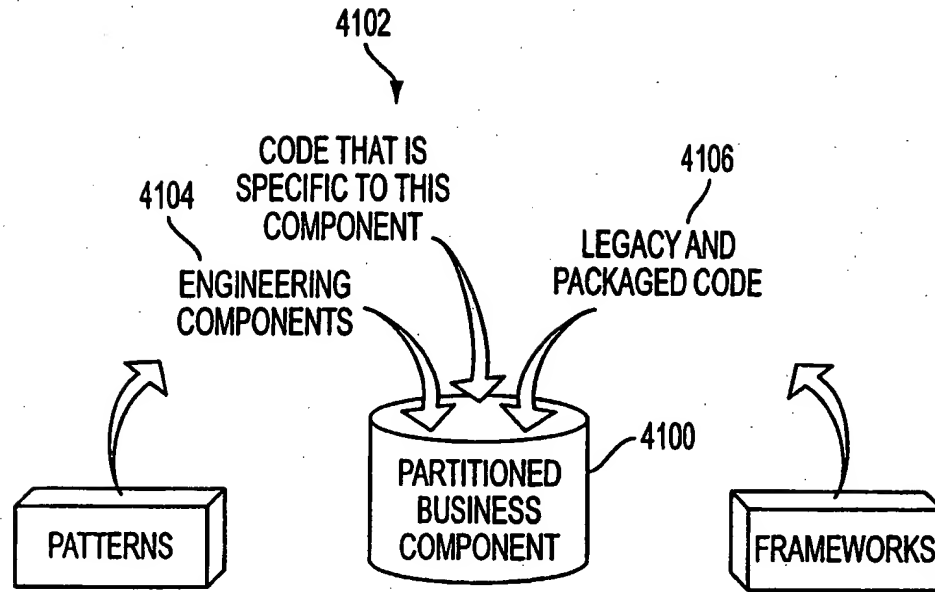 4102
CODE THAT IS
SPECIFIC TO THIS
COMPONENT
4104
ENGINEERING
COMPONENTS
4106
LEGACY AND
PACKAGED CODE
4100
PARTITIONED
BUSINESS
COMPONENT
PATTERNS
FRAMEWORKS